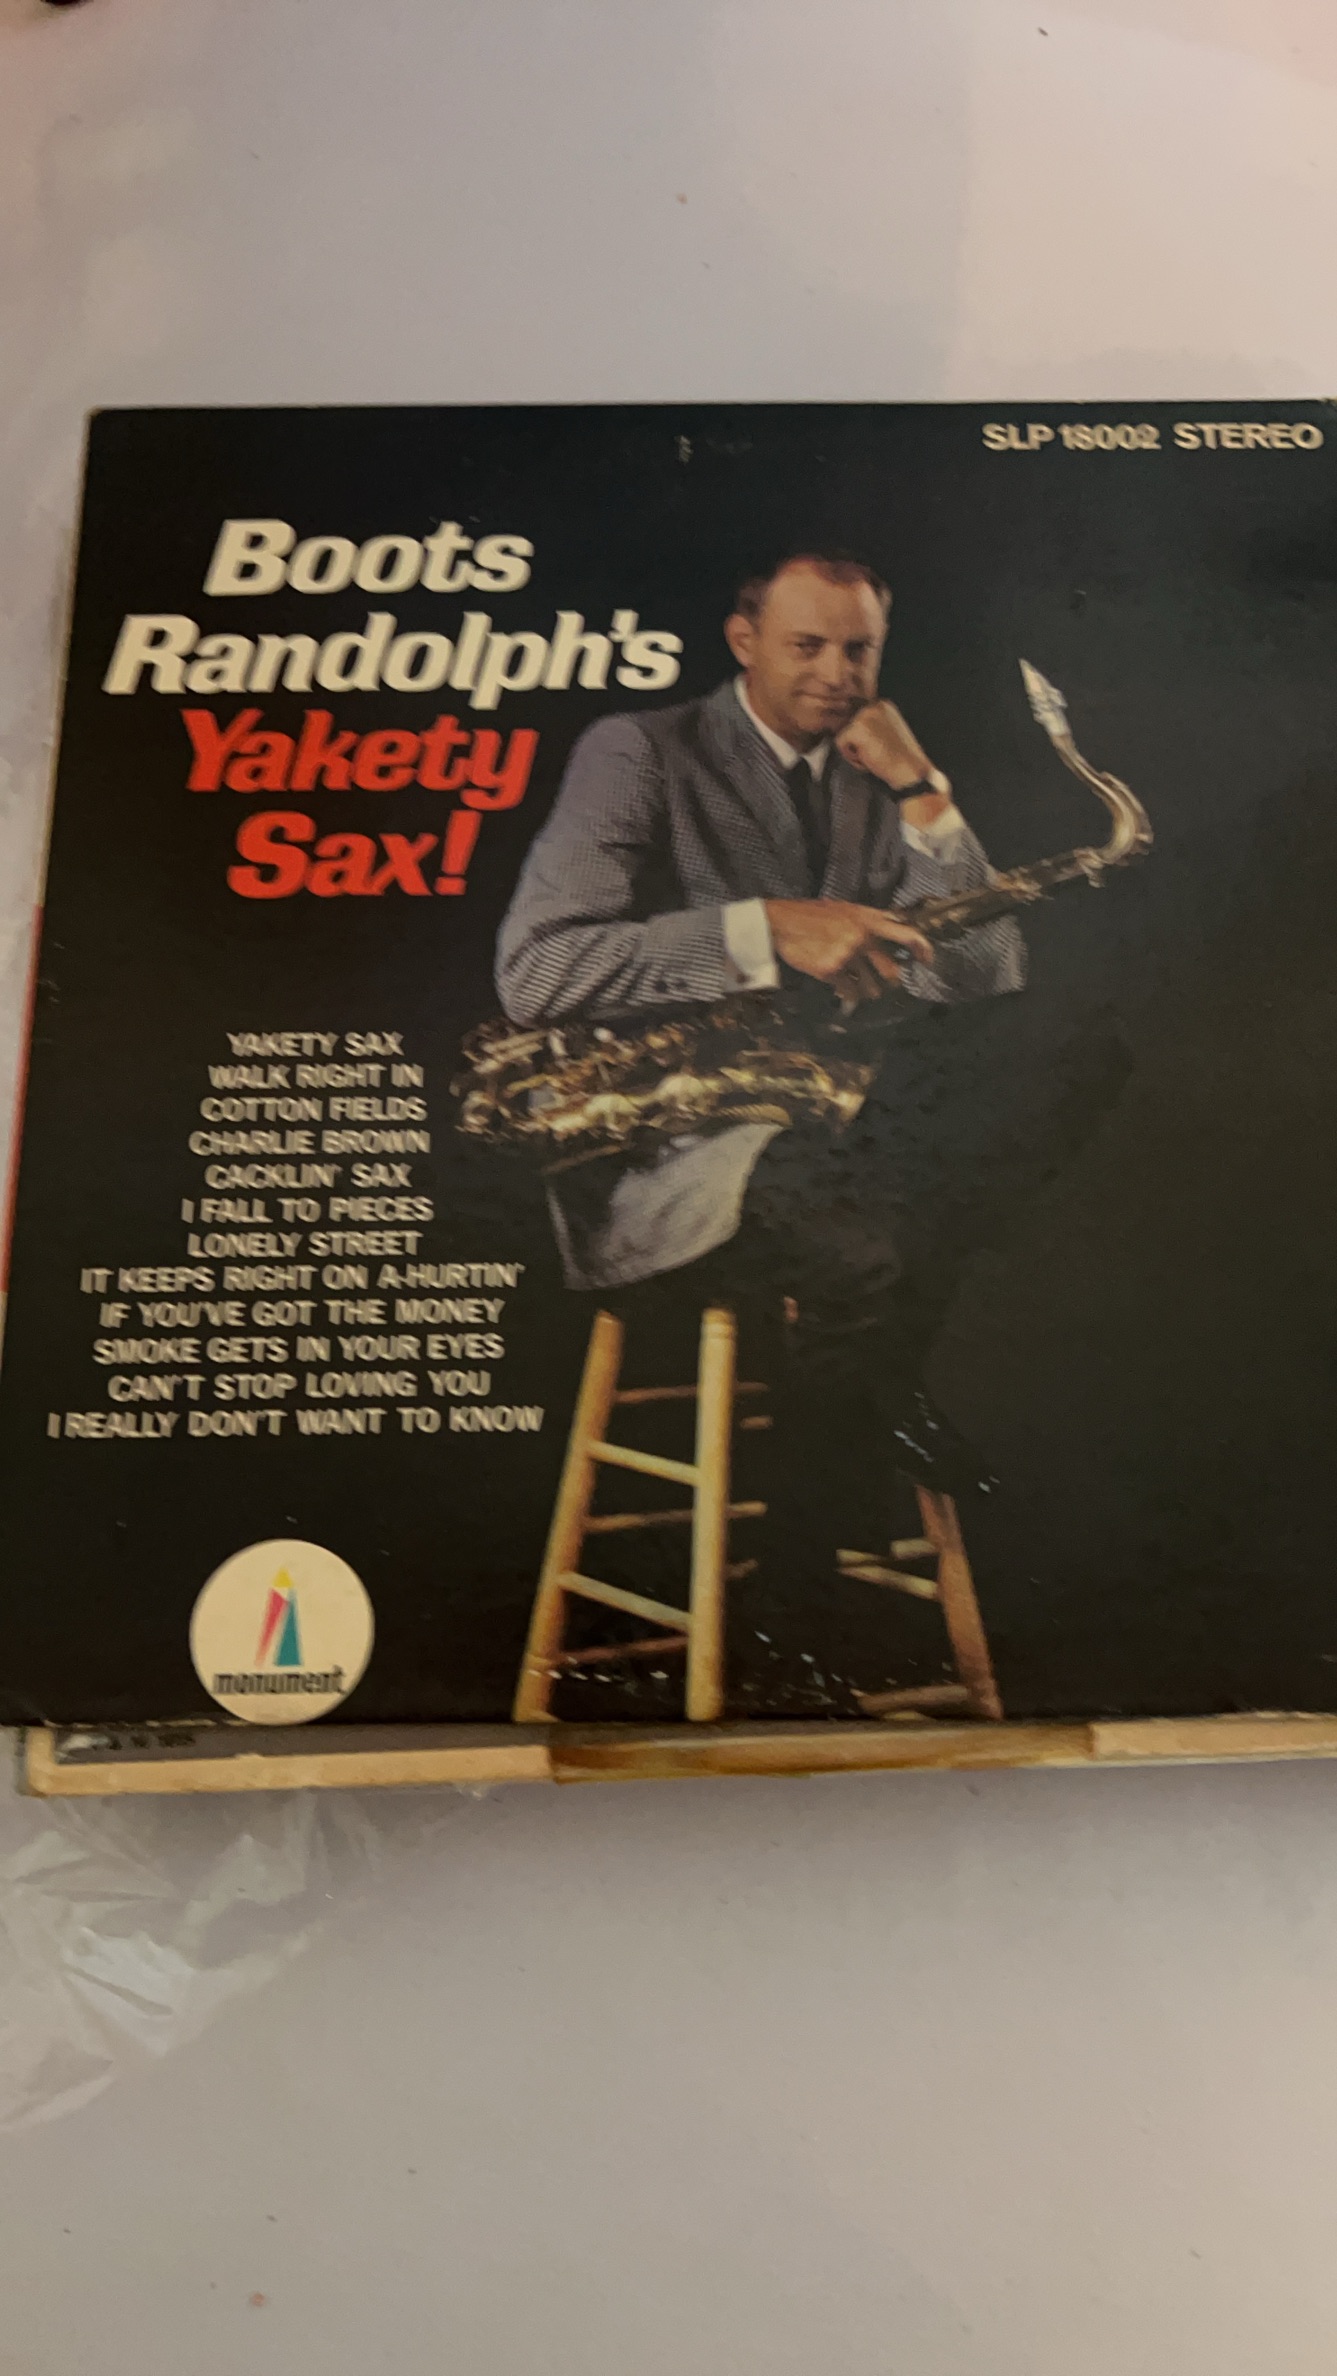 SLP 18002 STEREO
Boots
Randolph's
Yakety
Sax!
YAKETY SAX
WALK RIGHT IN
COTTON FIELDS
CHARLIE BROWN
CACKLIN' SAX
I FALL TO PIECES
LONELY STREET
IT KEEPS RIGHT ON A-HURTIN'
IF YOU'VE GOT THE MONEY
SMOKE GETS IN YOUR EYES
CAN'T STOP LOVING YOU
I REALLY DON'T WANT TO KNOW
monument